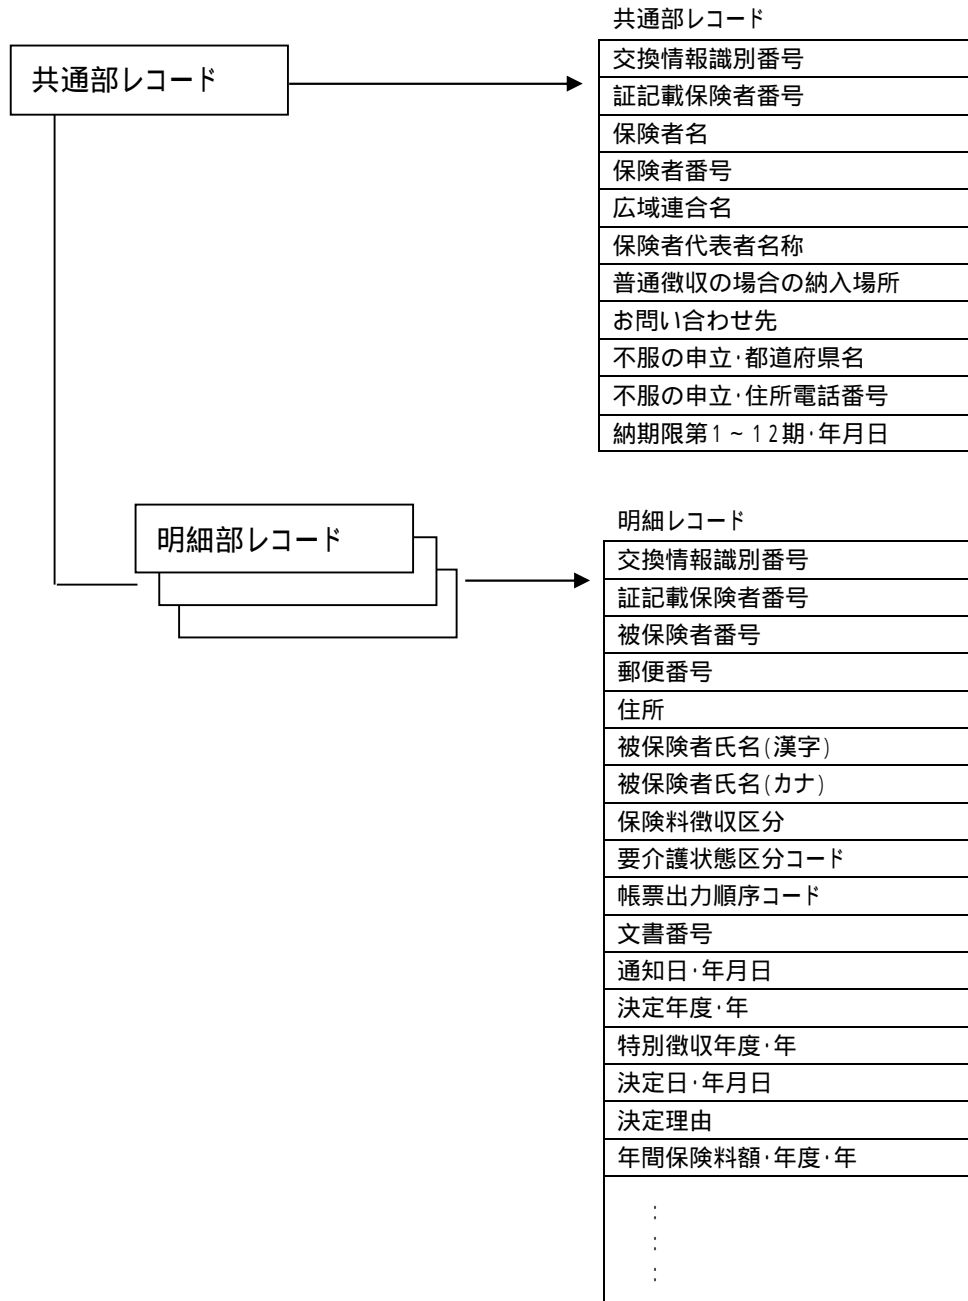 共通部レコード
共通部レコード
交換情報識別番号
証記載保険者番号
保険者名
保険者番号
広域連合名
保険者代表者名称
普通徴収の場合の納入場所
お問い合わせ先
不服の申立・都道府県名
不服の申立・住所電話番号
納期限第1~12期・年月日
明細部レコード
明細レコード
交換情報識別番号
証記載保険者番号
被保険者番号
郵便番号
住所
被保険者氏名(漢字)
被保険者氏名(カナ)
保険料徴収区分
要介護状態区分コード
帳票出力順序コード
文書番号
通知日・年月日
決定年度・年
特別徴収年度・年
決定日・年月日
決定理由
年間保険料額・年度・年
:
:
: